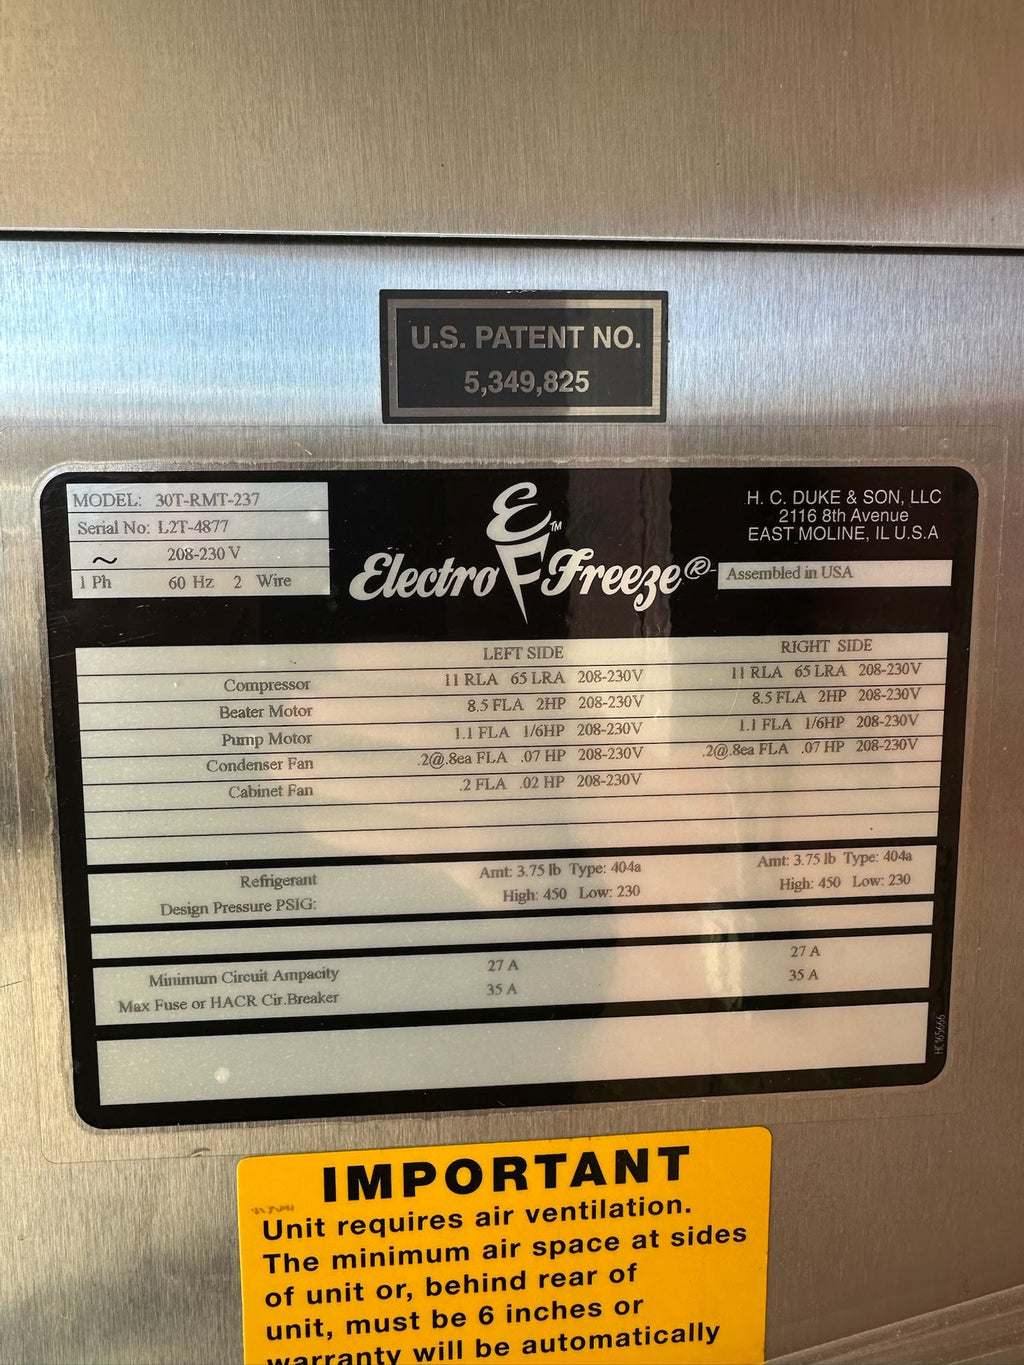 U.S. PATENT NO.
5,349,825
MODEL: 30T-RMT-237
Serial No: L2T-4877
~ 208-230 V
1 Ph 60 Hz 2 Wire
E™
Electro Freeze®
H. C. DUKE & SON, LLC
2116 8th Avenue
EAST MOLINE, IL U.S.A
Assembled in USA
LEFT SIDE RIGHT SIDE
Compressor 11 RLA 65 LRA 208-230V 11 RLA 65 LRA 208-230V
Beater Motor 8.5 FLA 2HP 208-230V 8.5 FLA 2HP 208-230V
Pump Motor 1.1 FLA 1/6HP 208-230V 1.1 FLA 1/6HP 208-230V
Condenser Fan .2@.8ea FLA .07 HP 208-230V .2@.8ea FLA .07 HP 208-230V
Cabinet Fan .2 FLA .02 HP 208-230V
Refrigerant Amt: 3.75 lb Type: 404a Amt: 3.75 lb Type: 404a
Design Pressure PSIG: High: 450 Low: 230 High: 450 Low: 230
Minimum Circuit Ampacity 27 A 27 A
Max Fuse or HACR Cir.Breaker 35 A 35 A
HC165666
IMPORTANT
Unit requires air ventilation.
The minimum air space at sides
of unit or, behind rear of
unit, must be 6 inches or
warranty will be automatically